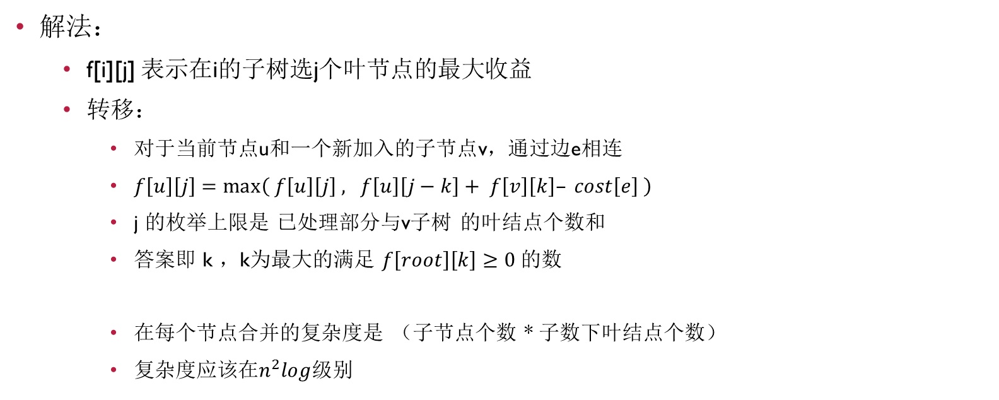 • 解法：
• f[i][j] 表示在i的子树选j个叶节点的最大收益
• 转移：
• 对于当前节点u和一个新加入的子节点v，通过边e相连
• f[u][j] = max( f[u][j] , f[u][j − k] + f[v][k]– cost[e] )
• j 的枚举上限是 已处理部分与v子树 的叶结点个数和
• 答案即 k ，k为最大的满足 f[root][k] ≥ 0 的数
• 在每个节点合并的复杂度是 （子节点个数 * 子数下叶结点个数）
• 复杂度应该在n²log级别